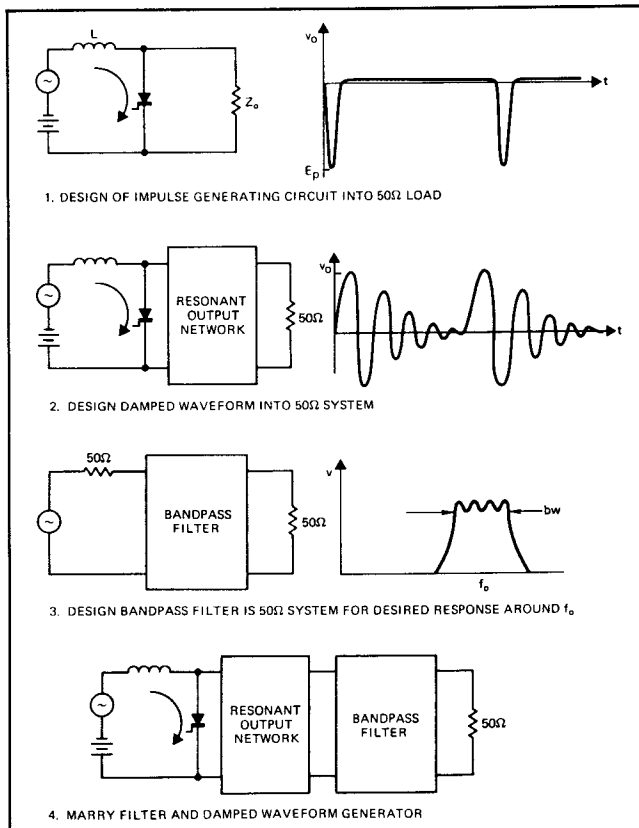 L
Z₀
v₀
t
Eₚ
1. DESIGN OF IMPULSE GENERATING CIRCUIT INTO 50Ω LOAD
RESONANT
OUTPUT
NETWORK
50Ω
v₀
t
2. DESIGN DAMPED WAVEFORM INTO 50Ω SYSTEM
50Ω
BANDPASS
FILTER
50Ω
v
bw
f₀
3. DESIGN BANDPASS FILTER IS 50Ω SYSTEM FOR DESIRED RESPONSE AROUND f₀
RESONANT
OUTPUT
NETWORK
BANDPASS
FILTER
50Ω
4. MARRY FILTER AND DAMPED WAVEFORM GENERATOR